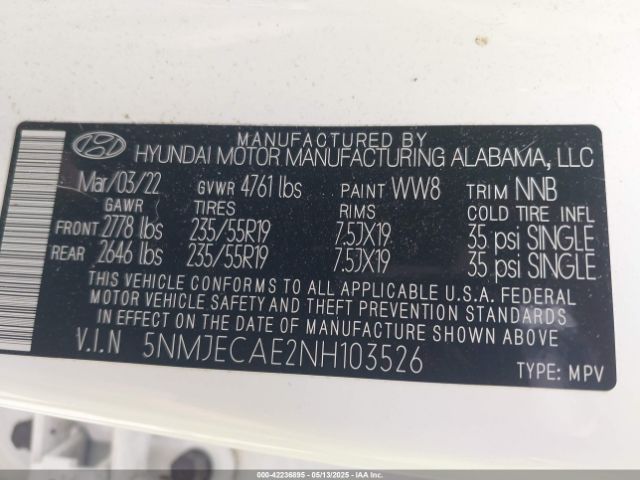 MANUFACTURED BY
HYUNDAI MOTOR MANUFACTURING ALABAMA, LLC
Mar/03/22 GVWR 4761 lbs PAINT WW8 TRIM NNB
GAWR TIRES RIMS COLD TIRE INFL
FRONT 2778 lbs 235/55R19 7.5JX19 35 psi SINGLE
REAR 2646 lbs 235/55R19 7.5JX19 35 psi SINGLE
THIS VEHICLE CONFORMS TO ALL APPLICABLE U.S.A. FEDERAL
MOTOR VEHICLE SAFETY AND THEFT PREVENTION STANDARDS
IN EFFECT ON THE DATE OF MANUFACTURE SHOWN ABOVE.
V.I.N 5NMJECAE2NH103526
TYPE: MPV
000-42236895 - 05/13/2025 - IAA Inc.